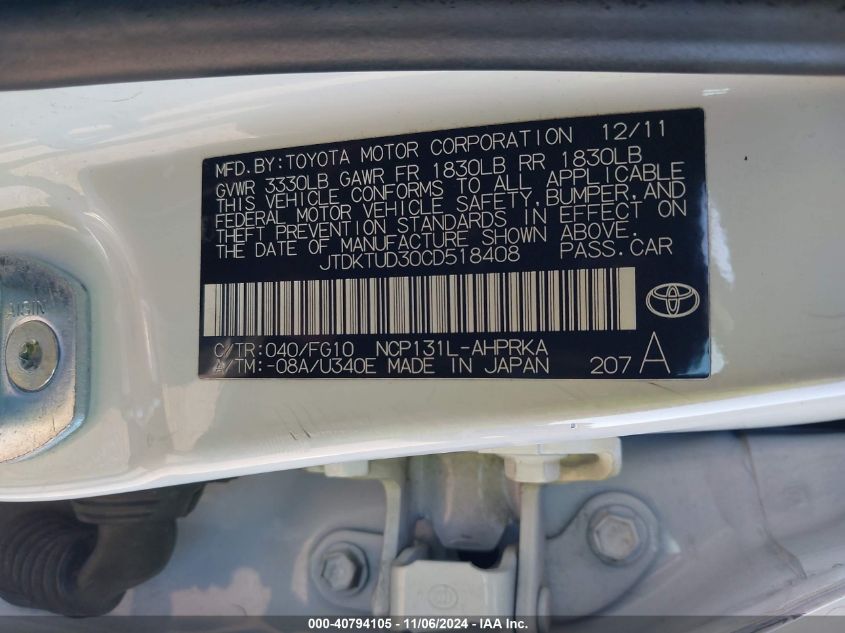 MFD.BY:TOYOTA MOTOR CORPORATION 12/11
GVWR 3330LB GAWR FR 1830LB RR 1830LB
THIS VEHICLE CONFORMS TO ALL APPLICABLE
FEDERAL MOTOR VEHICLE SAFETY,BUMPER,AND
THEFT PREVENTION STANDARDS IN EFFECT ON
THE DATE OF MANUFACTURE SHOWN ABOVE.
JTDKTUD30CD518408 PASS.CAR
C/TR:040/FG10 NCP131L-AHPRKA
A/TM:-08A/U340E MADE IN JAPAN 207 A
AISIN
000-40794105 - 11/06/2024 - IAAI, Inc.